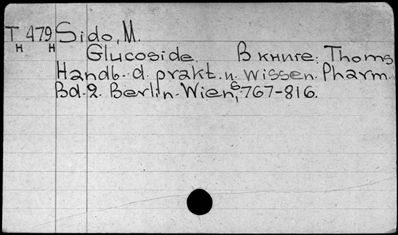 T 479 Sido, M.
н н Glucoside. В книге: Thoms
Handb. d. prakt. u. wissen. Pharm.
Bd. 2. Berlin-Wien, 767-816.